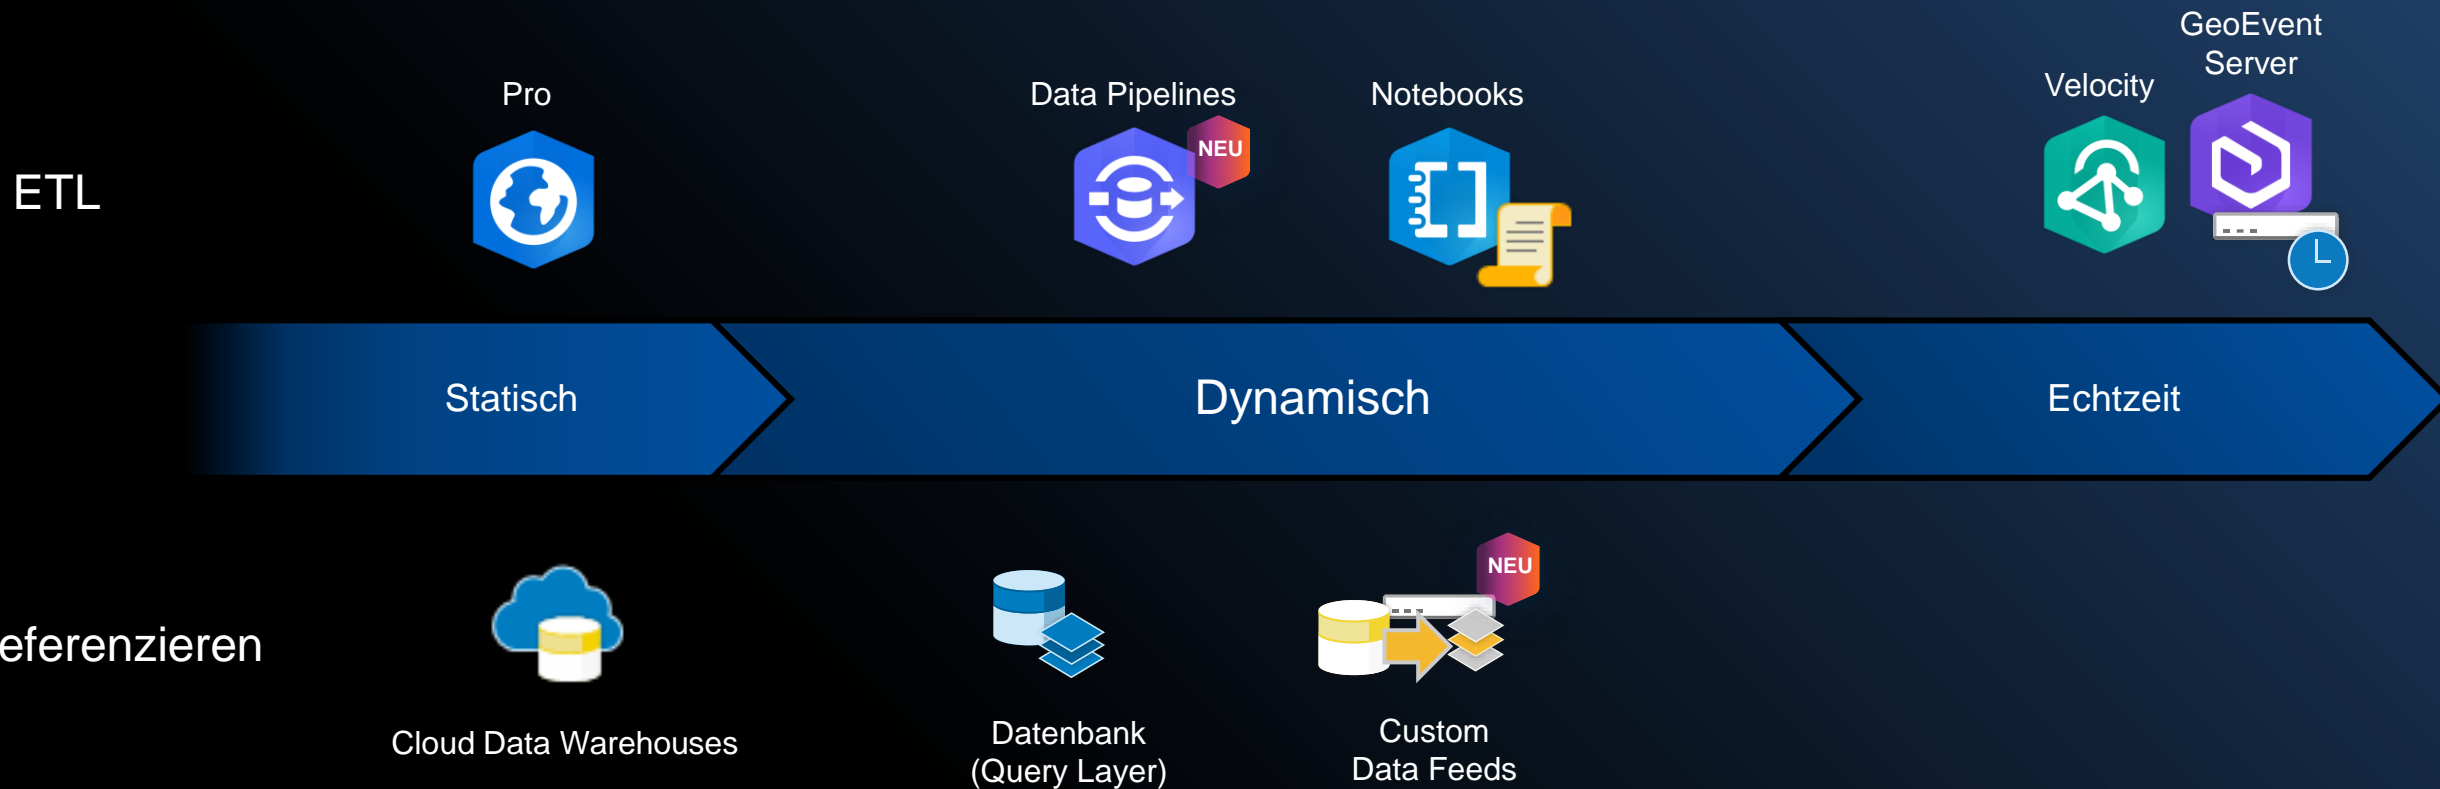 GeoEvent
Server
Pro
Data Pipelines
Notebooks
Velocity
NEU
ETL
Statisch
Dynamisch
Echtzeit
NEU
eferenzieren
Cloud Data Warehouses
Datenbank
(Query Layer)
Custom
Data Feeds